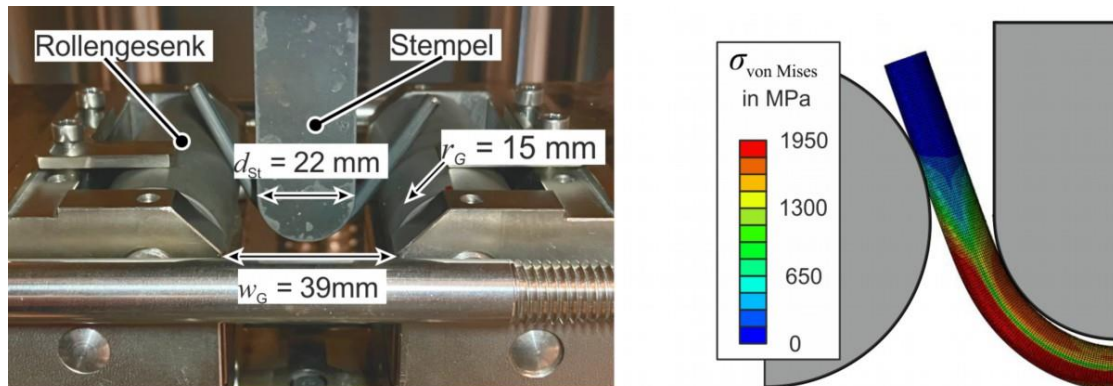 Rollengesenk
Stempel
d_St = 22 mm
r_G = 15 mm
w_G = 39mm
σ_von Mises
in MPa
1950
1300
650
0